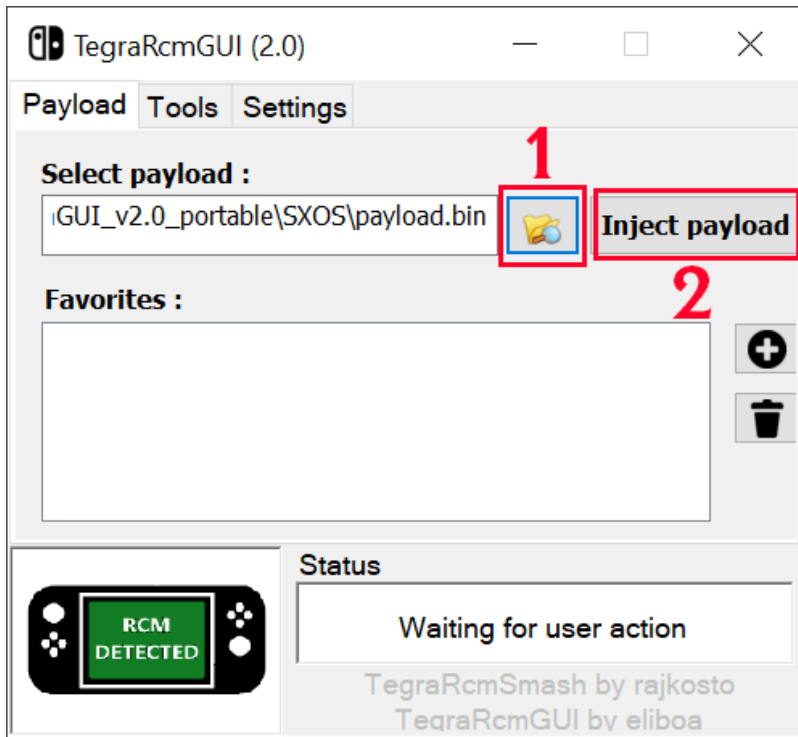 TegraRcmGUI (2.0)
Payload Tools Settings
1
Select payload :
GUI_v2.0_portable\SXOS\payload.bin
Inject payload
2
Favorites :
RCM
DETECTED
Status
Waiting for user action
TegraRcmSmash by rajkosto
TegraRcmGUI by eliboa